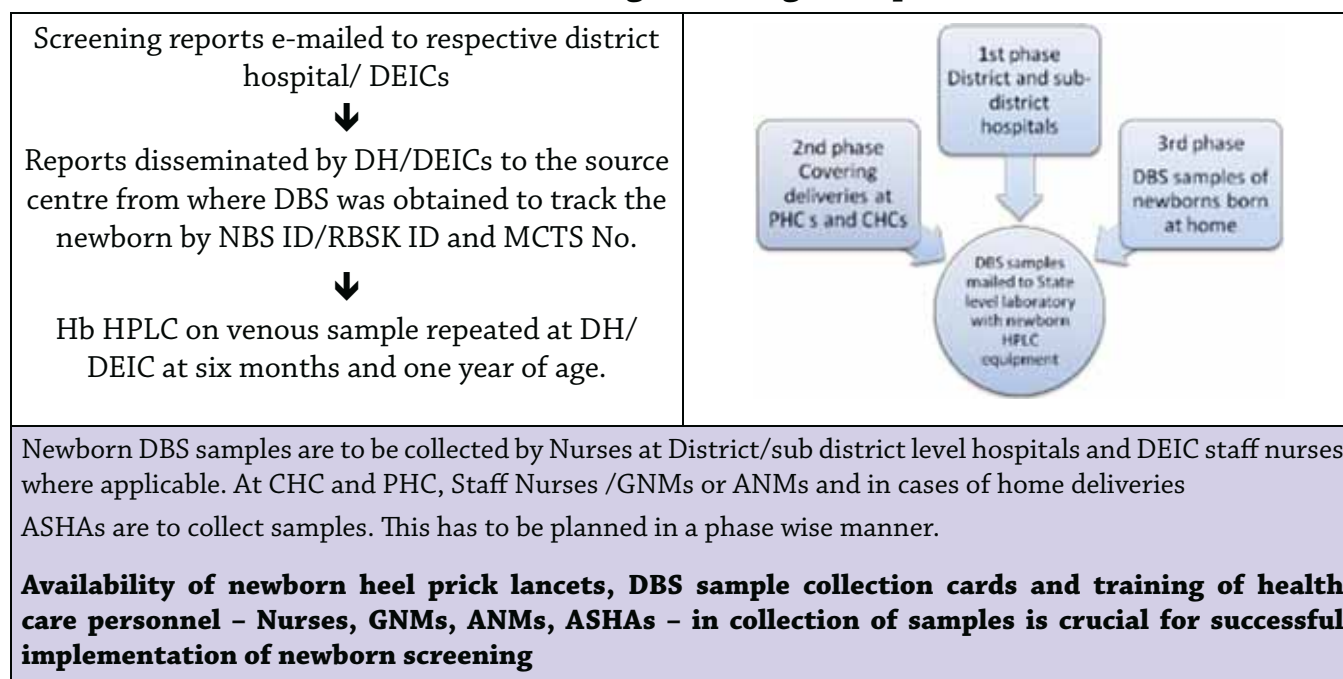 Screening reports e-mailed to respective district
hospital/ DEICs
🡻
Reports disseminated by DH/DEICs to the source
centre from where DBS was obtained to track the
newborn by NBS ID/RBSK ID and MCTS No.
🡻
Hb HPLC on venous sample repeated at DH/
DEIC at six months and one year of age.
1st phase
District and sub-
district
hospitals
2nd phase
Covering
deliveries at
PHC s and CHCs
3rd phase
DBS samples of
newborns born
at home
DBS samples
mailed to State
level laboratory
with newborn
HPLC
equipment
Newborn DBS samples are to be collected by Nurses at District/sub district level hospitals and DEIC staff nurses
where applicable. At CHC and PHC, Staff Nurses /GNMs or ANMs and in cases of home deliveries
ASHAs are to collect samples. This has to be planned in a phase wise manner.
Availability of newborn heel prick lancets, DBS sample collection cards and training of health
care personnel – Nurses, GNMs, ANMs, ASHAs – in collection of samples is crucial for successful
implementation of newborn screening